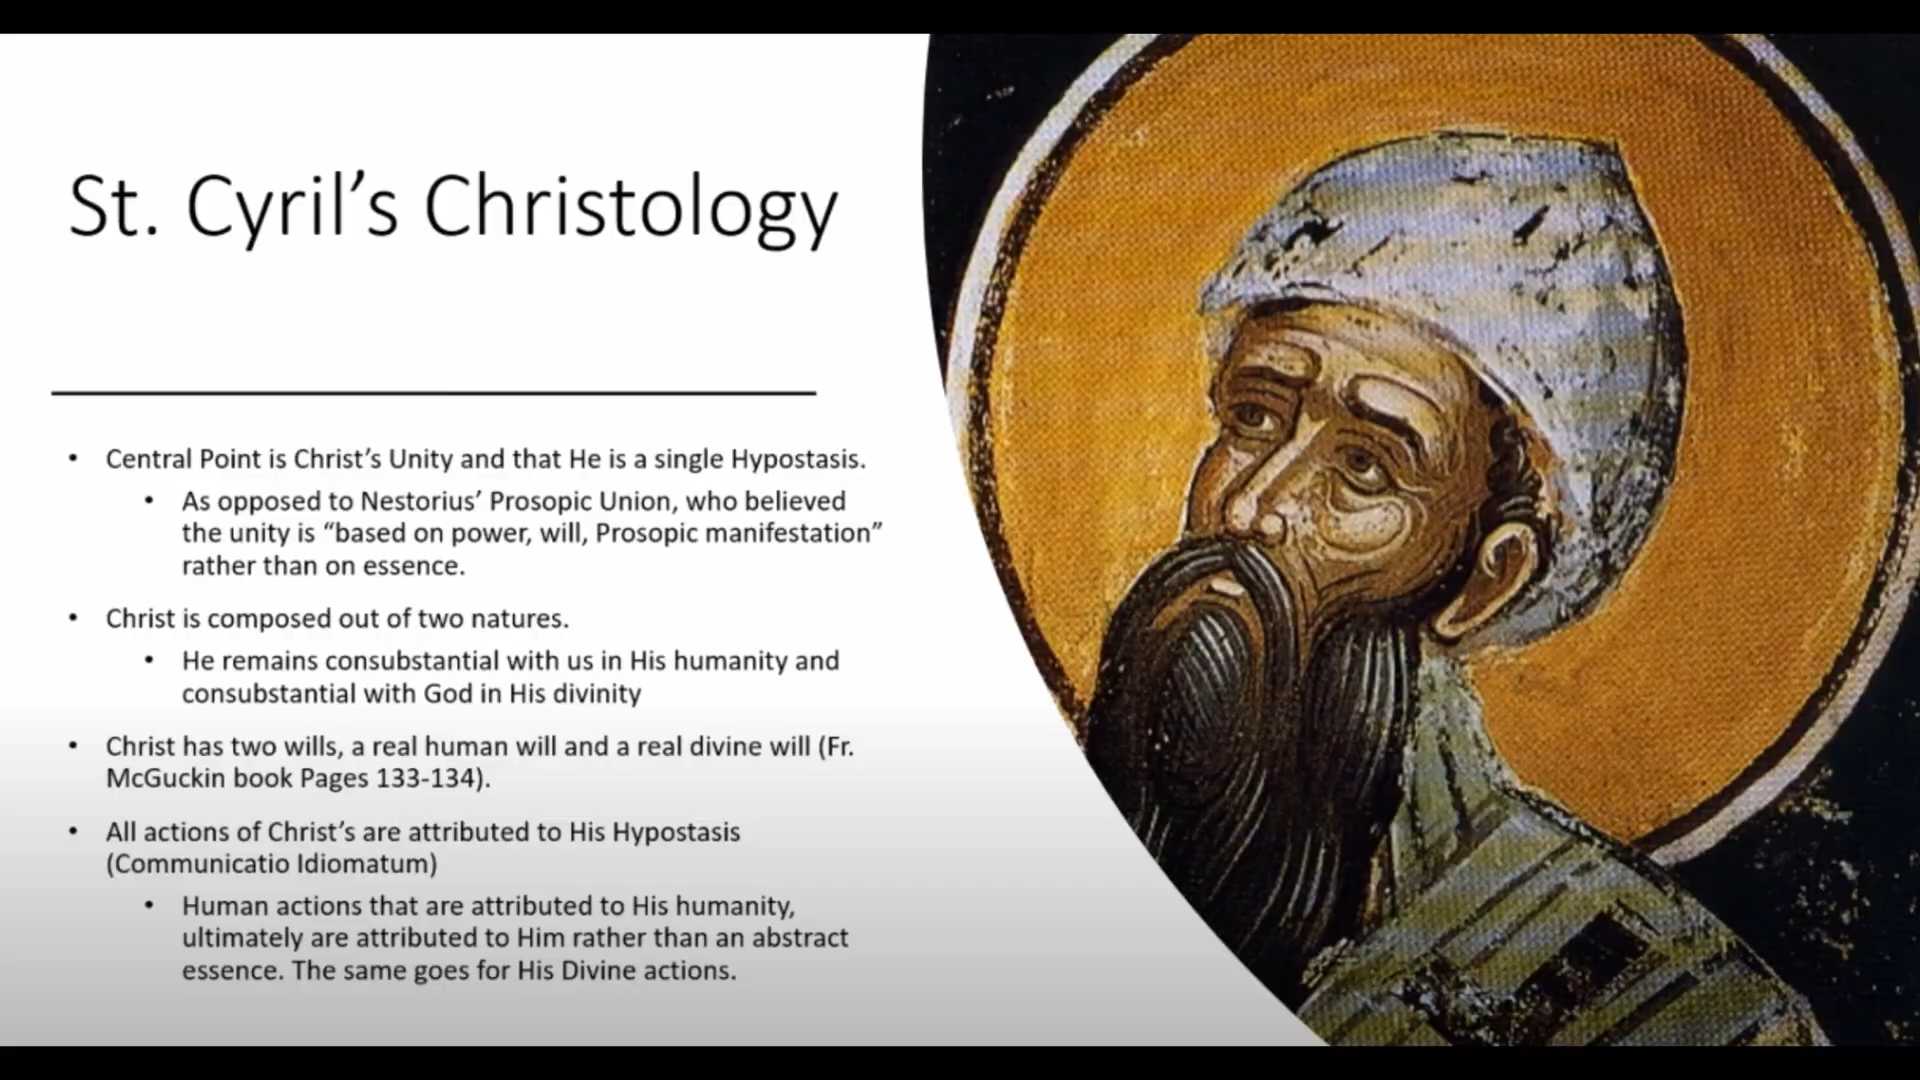 St. Cyril’s Christology
• Central Point is Christ’s Unity and that He is a single Hypostasis.
• As opposed to Nestorius’ Prosopic Union, who believed
the unity is “based on power, will, Prosopic manifestation”
rather than on essence.
• Christ is composed out of two natures.
• He remains consubstantial with us in His humanity and
consubstantial with God in His divinity
• Christ has two wills, a real human will and a real divine will (Fr.
McGuckin book Pages 133-134).
• All actions of Christ’s are attributed to His Hypostasis
(Communicatio Idiomatum)
• Human actions that are attributed to His humanity,
ultimately are attributed to Him rather than an abstract
essence. The same goes for His Divine actions.